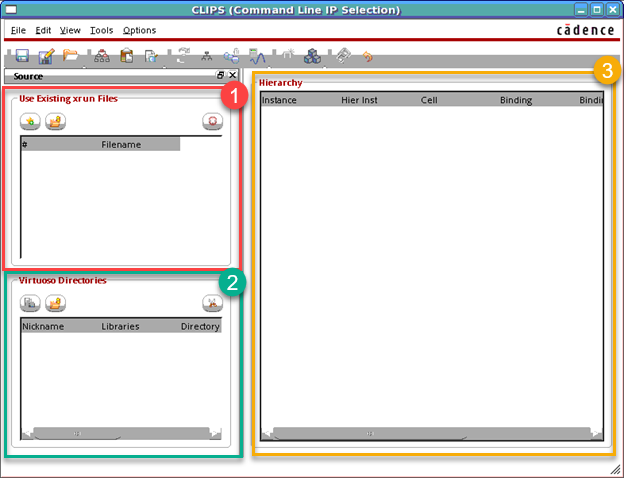 CLIPS (Command Line IP Selection)
File Edit View Tools Options
cādence
Source
1
Use Existing xrun Files
# Filename
2
Virtuoso Directories
Nickname Libraries Directory
3
Hierarchy
Instance Hier Inst Cell Binding Bindin